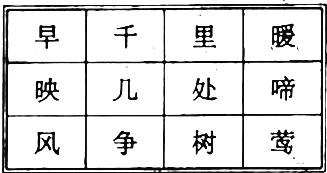 早 千 里 暖
映 几 处 啼
风 争 树 莺